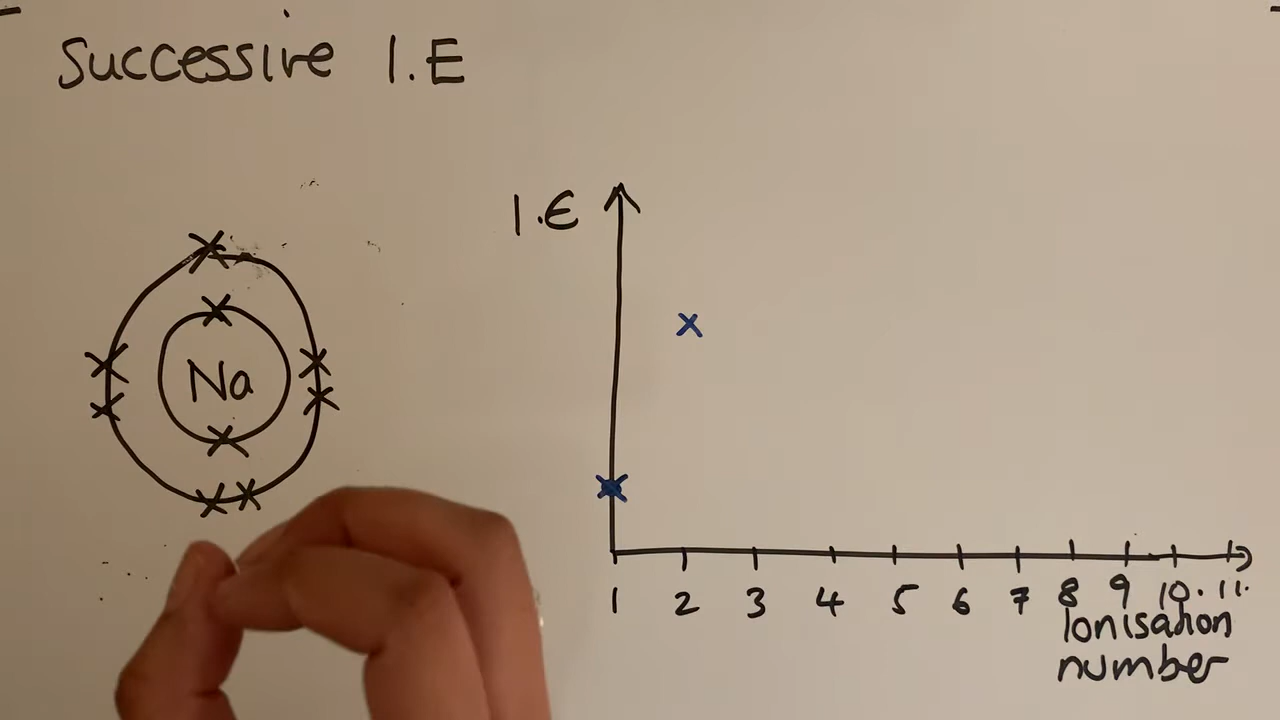 Successive I.E
I.E
Na
1 2 3 4 5 6 7 8 9 10. 11.
Ionisation
number